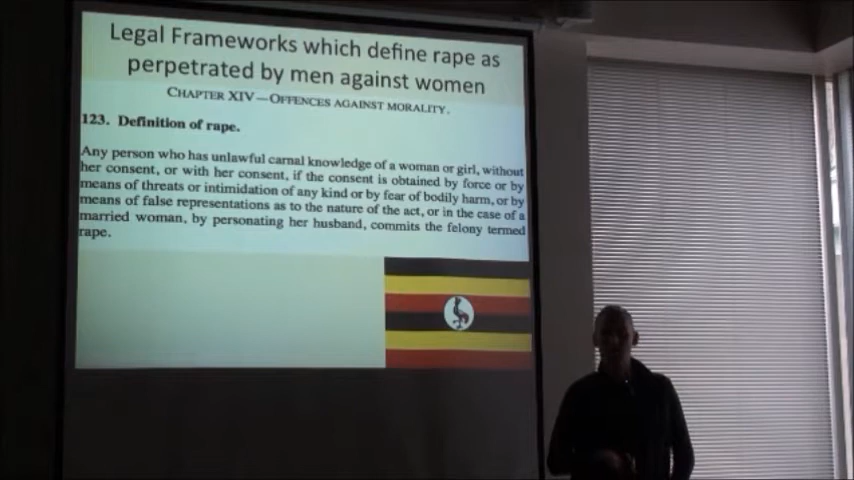 Legal Frameworks which define rape as
perpetrated by men against women
CHAPTER XIV—OFFENCES AGAINST MORALITY.
123. Definition of rape.
Any person who has unlawful carnal knowledge of a woman or girl, without
her consent, or with her consent, if the consent is obtained by force or by
means of threats or intimidation of any kind or by fear of bodily harm, or by
means of false representations as to the nature of the act, or in the case of a
married woman, by personating her husband, commits the felony termed
rape.